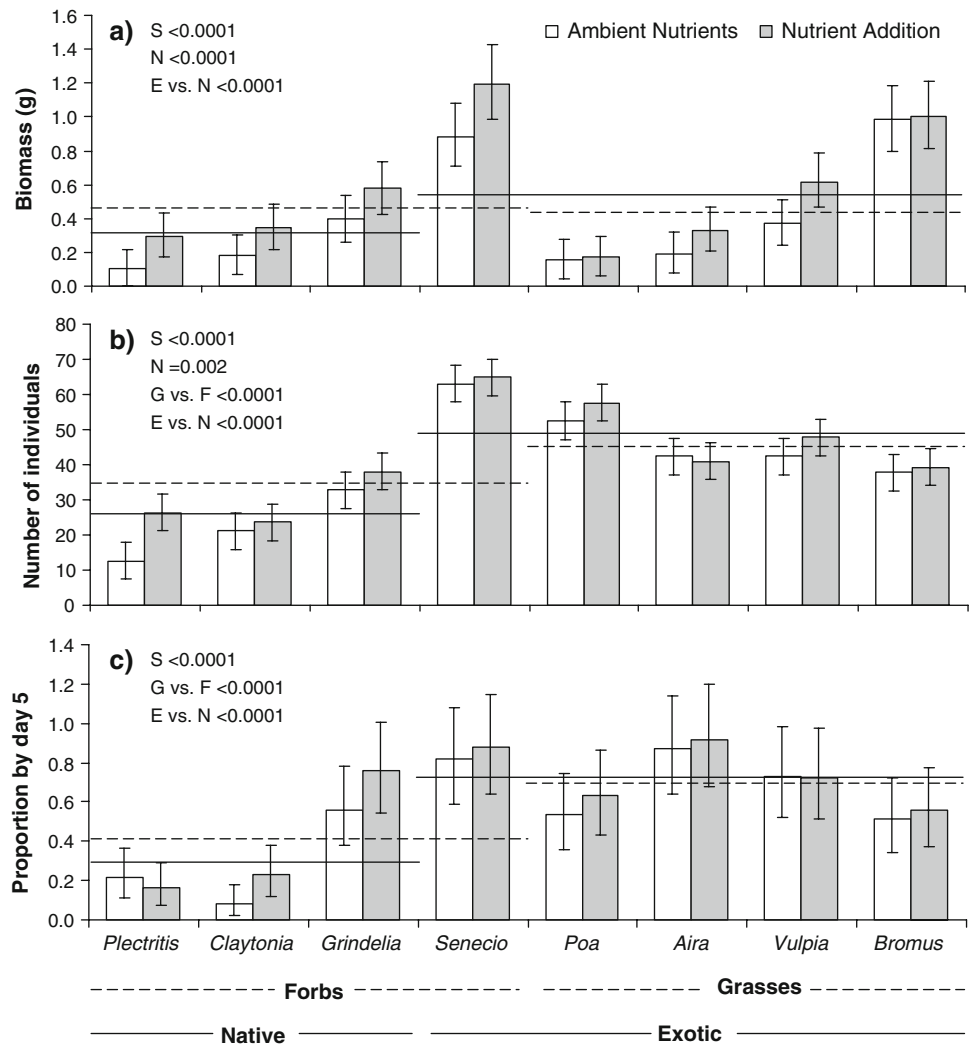 a)
S <0.0001
N <0.0001
E vs. N <0.0001
Ambient Nutrients
Nutrient Addition
Biomass (g)
1.6
1.4
1.2
1.0
0.8
0.6
0.4
0.2
0.0
b)
S <0.0001
N =0.002
G vs. F <0.0001
E vs. N <0.0001
Number of individuals
80
70
60
50
40
30
20
10
0
c)
S <0.0001
G vs. F <0.0001
E vs. N <0.0001
Proportion by day 5
1.4
1.2
1.0
0.8
0.6
0.4
0.2
0.0
Plectritis Claytonia Grindelia Senecio Poa Aira Vulpia Bromus
Forbs Grasses
Native Exotic